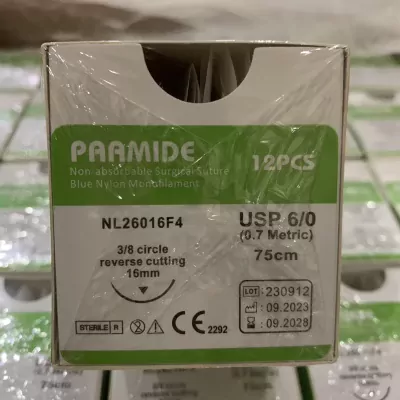 PAAMIDE
12PCS
Non-absorbable Surgical Suture
Blue Nylon Monofilament
NL26016F4
USP 6/0
3/8 circle
(0.7 Metric)
reverse cutting
75cm
16mm
LOT : 230912
: 09.2023
STERILE R
CE 2292
: 09.2028